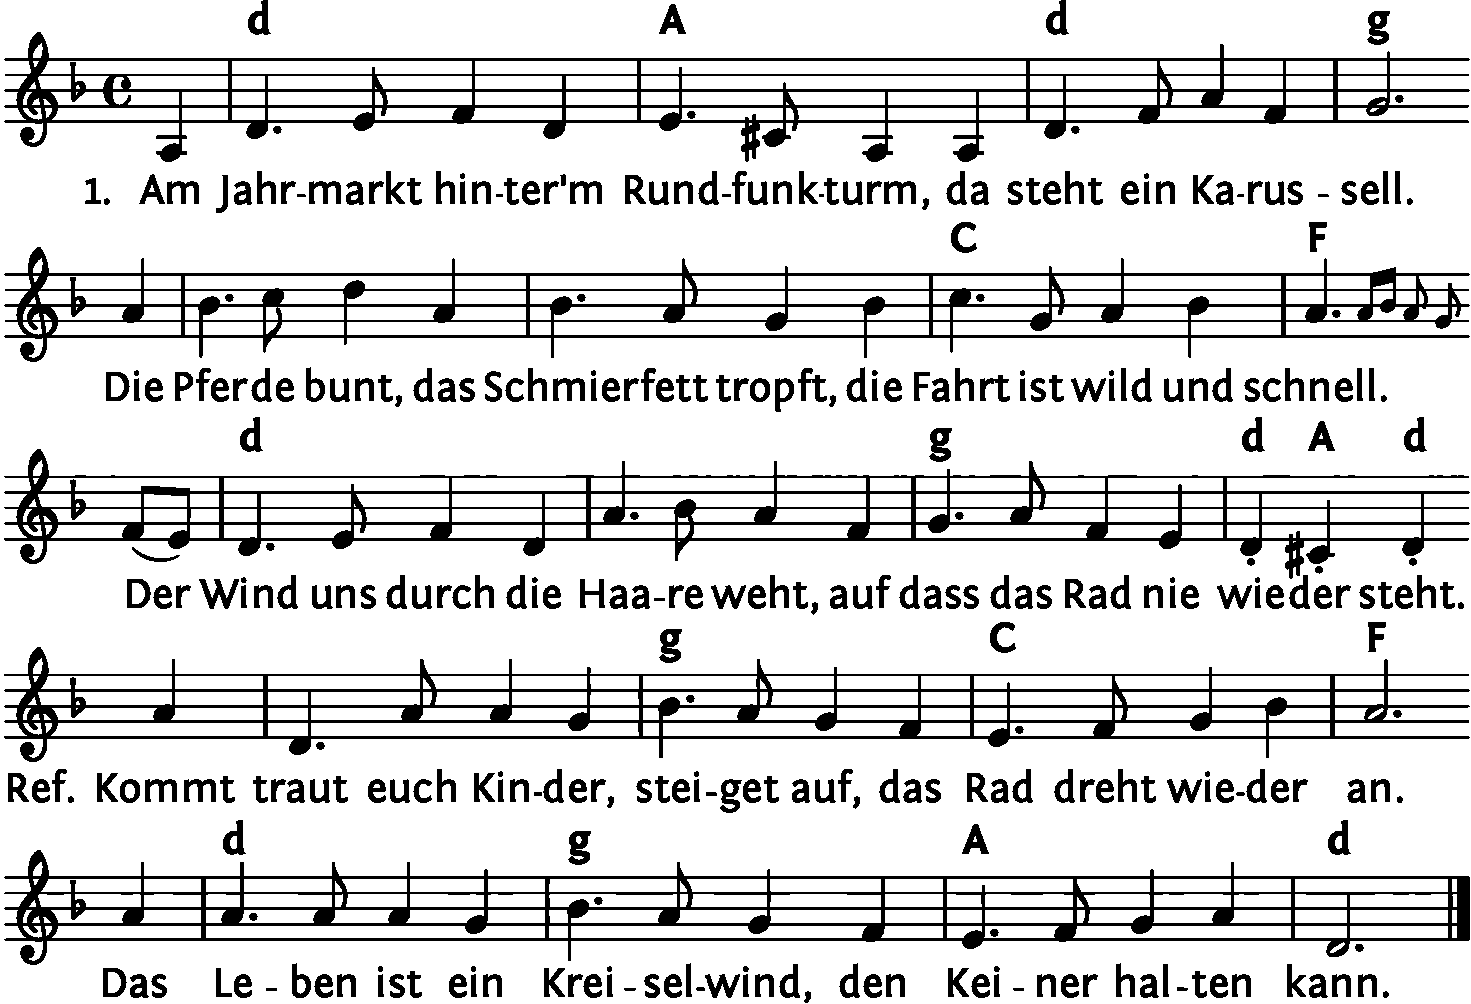 d A d g
1. Am Jahr-markt hin-ter'm Rund-funk-turm, da steht ein Ka-rus - sell.
C F
Die Pferde bunt, das Schmierfett tropft, die Fahrt ist wild und schnell.
d g d A d
Der Wind uns durch die Haa-re weht, auf dass das Rad nie wieder steht.
g C F
Ref. Kommt traut euch Kin-der, stei-get auf, das Rad dreht wie-der an.
d g A d
Das Le - ben ist ein Krei - sel-wind, den Kei - ner hal-ten kann.